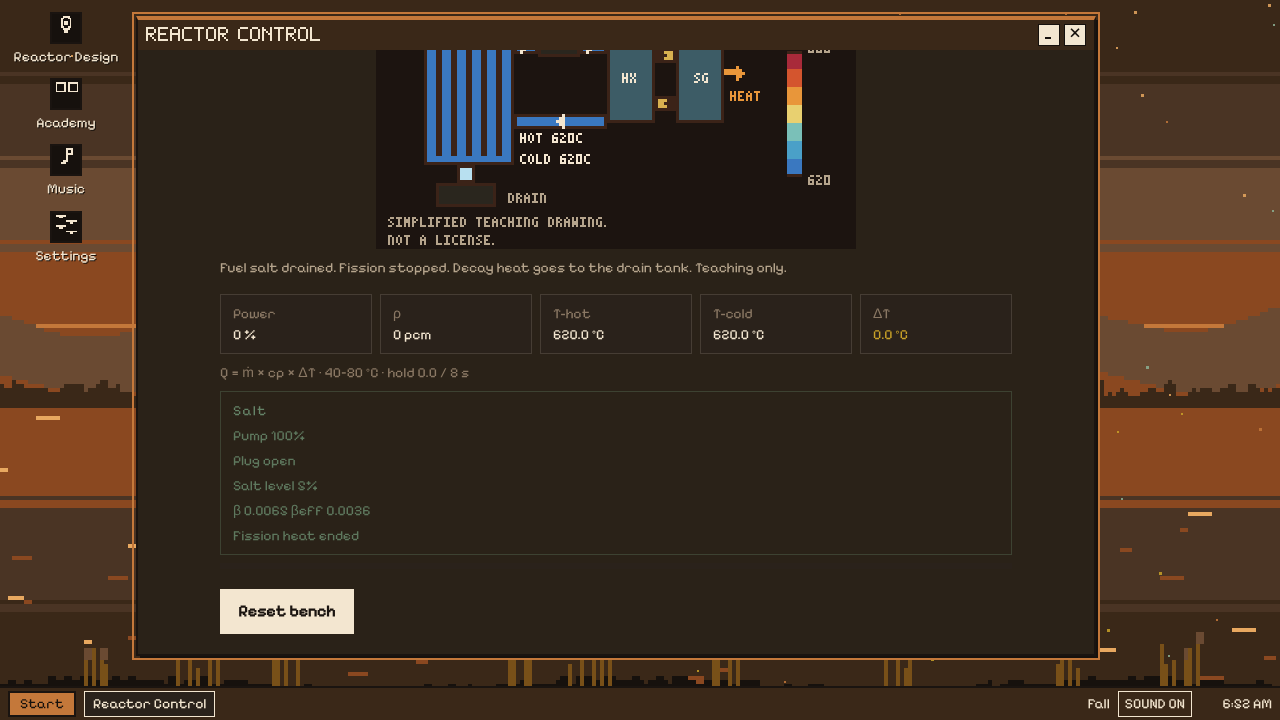 Reactor Design
Academy
Music
Settings
REACTOR CONTROL
HX
SG
HEAT
HOT 620C
COLD 620C
620
DRAIN
SIMPLIFIED TEACHING DRAWING.
NOT A LICENSE.
Fuel salt drained. Fission stopped. Decay heat goes to the drain tank. Teaching only.
Power
0 %
ρ
0 pcm
T-hot
620.0 °C
T-cold
620.0 °C
ΔT
0.0 °C
Q = ṁ × cp × ΔT · 40-80 °C · hold 0.0 / 8 s
Salt
Pump 100%
Plug open
Salt level 5%
β 0.0065 βeff 0.0036
Fission heat ended
Reset bench
Start
Reactor Control
Fall
SOUND ON
6:52 AM